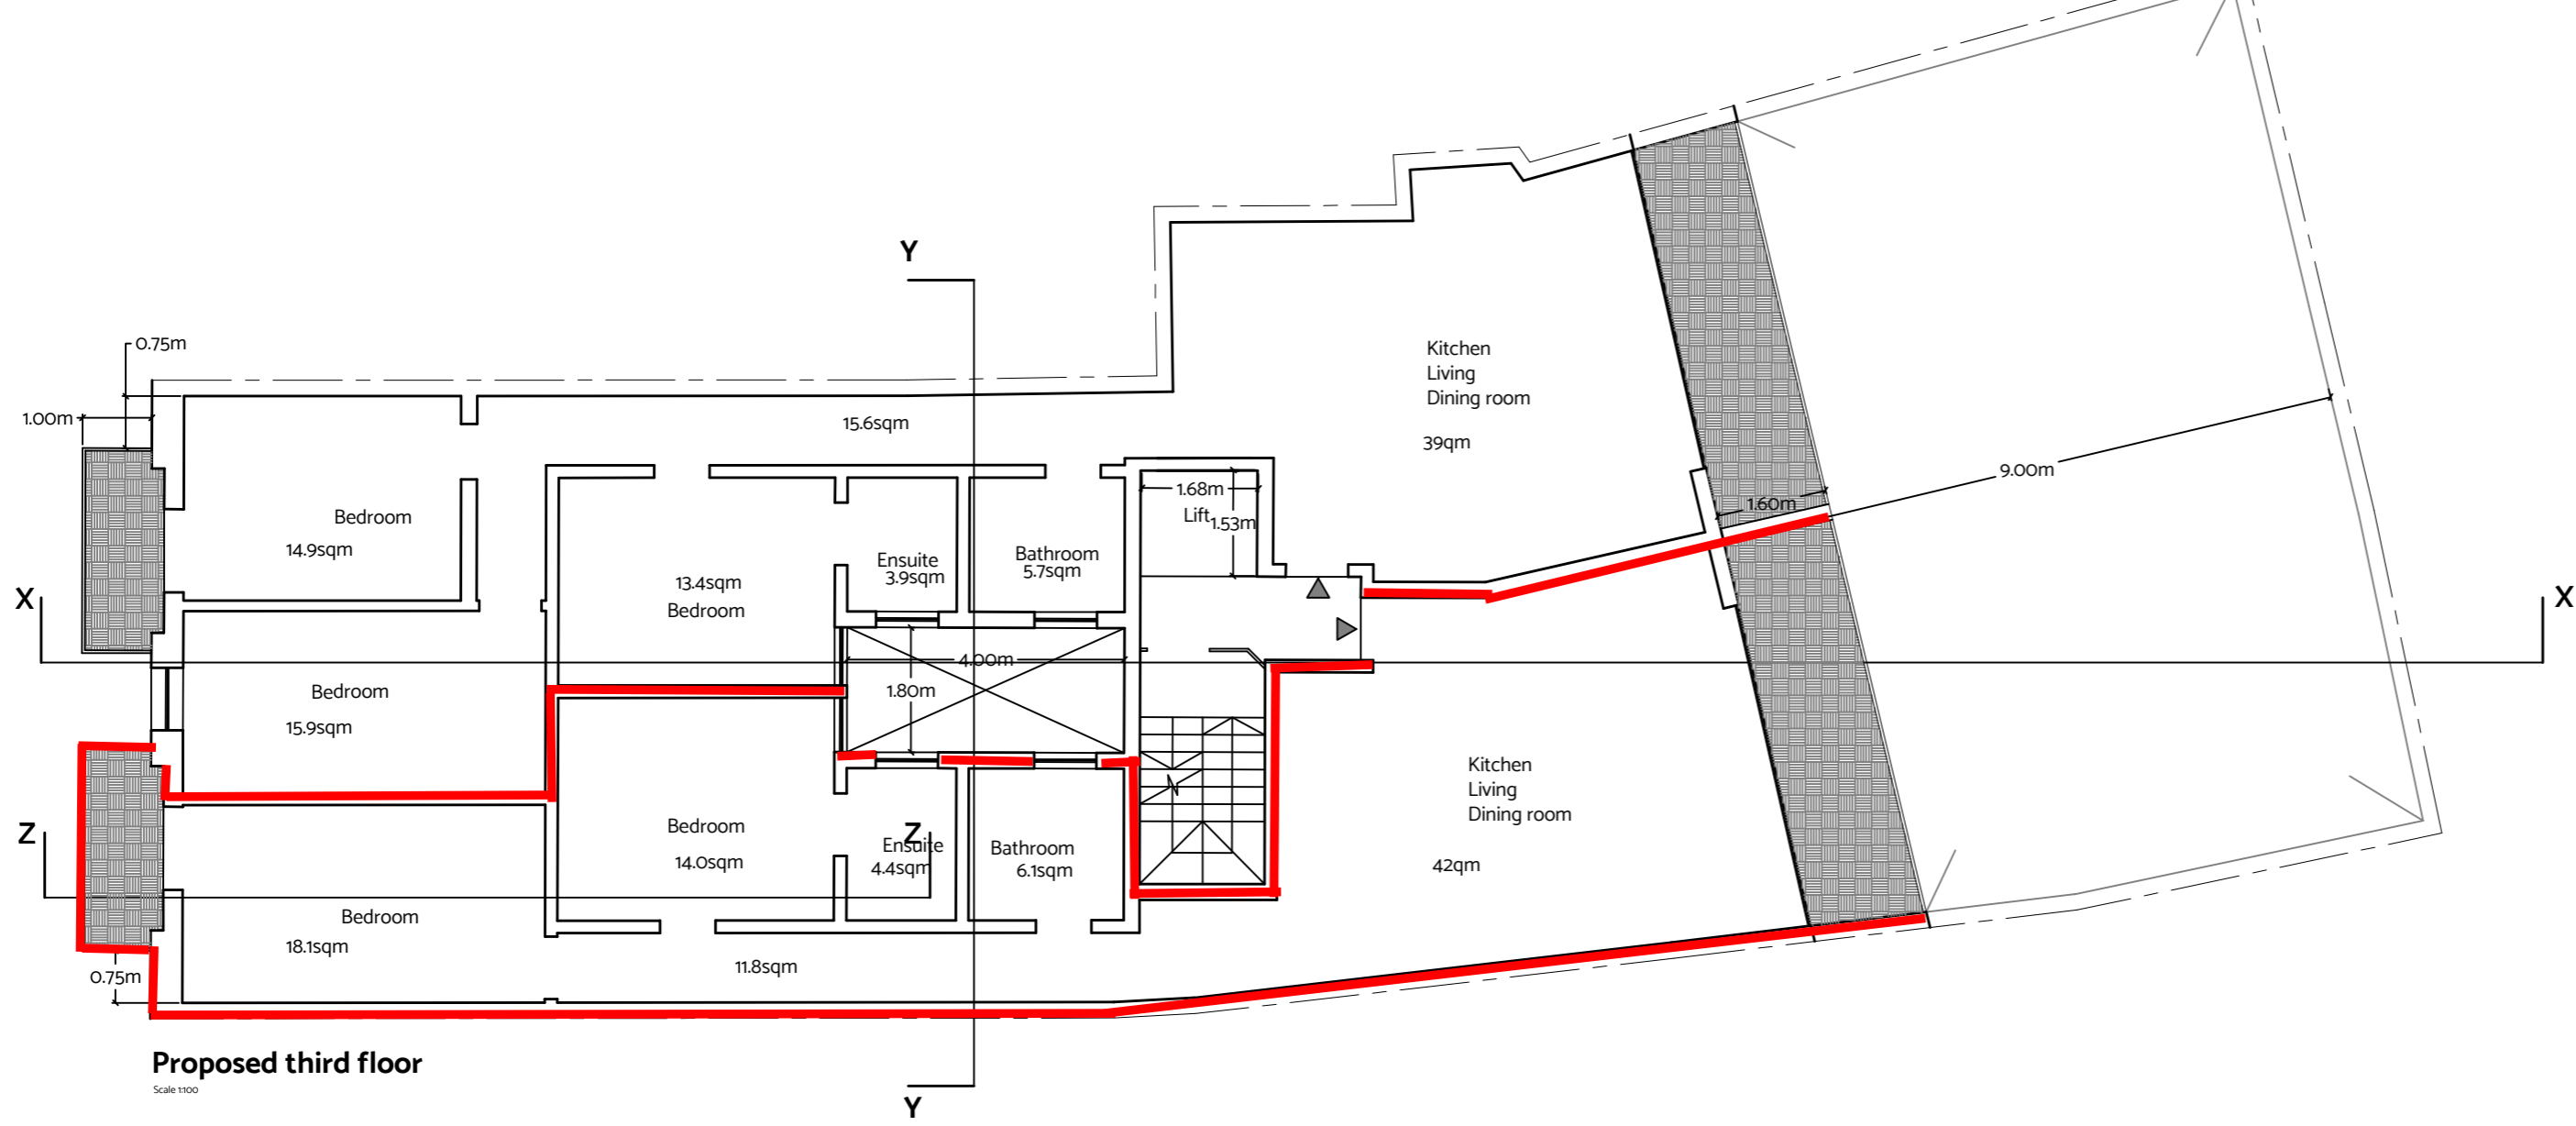 Y
0.75m
1.00m
15.6sqm
Kitchen
Living
Dining room
39qm
9.00m
1.60m
1.68m
Lift
1.53m
Bedroom
14.9sqm
13.4sqm
Bedroom
Ensuite
3.9sqm
Bathroom
5.7sqm
X
X
4.00m
1.80m
Bedroom
15.9sqm
Z
Bedroom
14.0sqm
Z
Ensuite
4.4sqm
Bathroom
6.1sqm
Kitchen
Living
Dining room
42qm
Bedroom
18.1sqm
11.8sqm
0.75m
Proposed third floor
Scale 1:100
Y